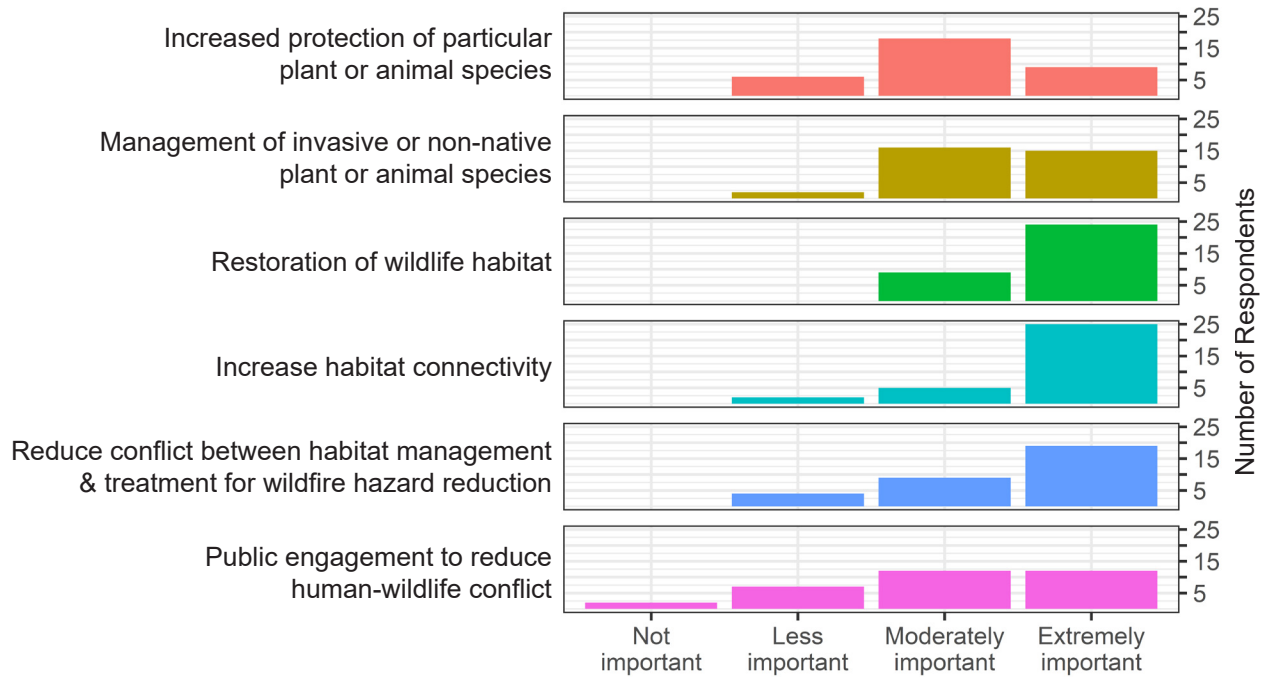 Increased protection of particular
plant or animal species
25
15
5
Management of invasive or non-native
plant or animal species
25
15
5
Restoration of wildlife habitat
25
15
5
Increase habitat connectivity
25
15
5
Reduce conflict between habitat management
& treatment for wildfire hazard reduction
25
15
5
Public engagement to reduce
human-wildlife conflict
25
15
5
Number of Respondents
Not
important
Less
important
Moderately
important
Extremely
important